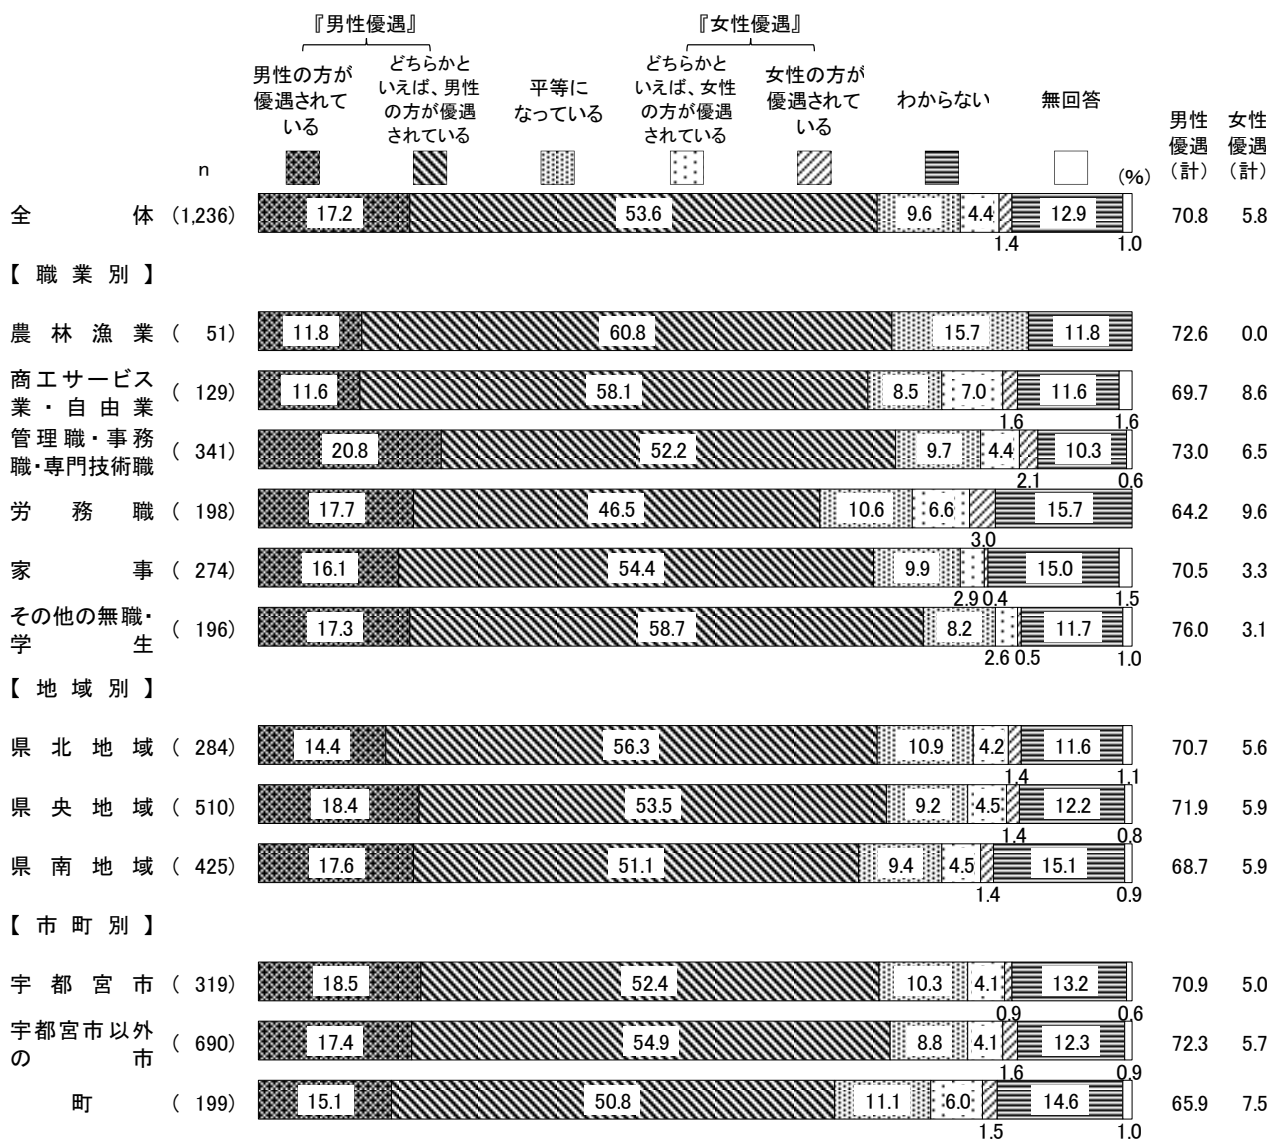 『男性優遇』 『女性優遇』
男性の方が
優遇されて
いる
どちらかと
いえば、男性
の方が優遇
されている
平等に
なっている
どちらかと
いえば、女性
の方が優遇
されている
女性の方が
優遇されて
いる
わからない
無回答
男性
優遇
(計)
女性
優遇
(計)
n
(%)
全体 (1,236) 17.2 53.6 9.6 4.4 12.9 70.8 5.8
1.4 1.0
【職業別】
農林漁業 ( 51) 11.8 60.8 15.7 11.8 72.6 0.0
商工サービス
業・自由業 ( 129) 11.6 58.1 8.5 7.0 11.6 69.7 8.6
1.6 1.6
管理職・事務
職・専門技術職 ( 341) 20.8 52.2 9.7 4.4 10.3 73.0 6.5
2.1 0.6
労務職 ( 198) 17.7 46.5 10.6 6.6 15.7 64.2 9.6
3.0
家事 ( 274) 16.1 54.4 9.9 15.0 70.5 3.3
2.9 0.4 1.5
その他の無職・
学生 ( 196) 17.3 58.7 8.2 11.7 76.0 3.1
2.6 0.5 1.0
【地域別】
県北地域 ( 284) 14.4 56.3 10.9 4.2 11.6 70.7 5.6
1.4 1.1
県央地域 ( 510) 18.4 53.5 9.2 4.5 12.2 71.9 5.9
1.4 0.8
県南地域 ( 425) 17.6 51.1 9.4 4.5 15.1 68.7 5.9
1.4 0.9
【市町別】
宇都宮市 ( 319) 18.5 52.4 10.3 4.1 13.2 70.9 5.0
0.9 0.6
宇都宮市以外
の市 ( 690) 17.4 54.9 8.8 4.1 12.3 72.3 5.7
1.6 0.9
町 ( 199) 15.1 50.8 11.1 6.0 14.6 65.9 7.5
1.5 1.0